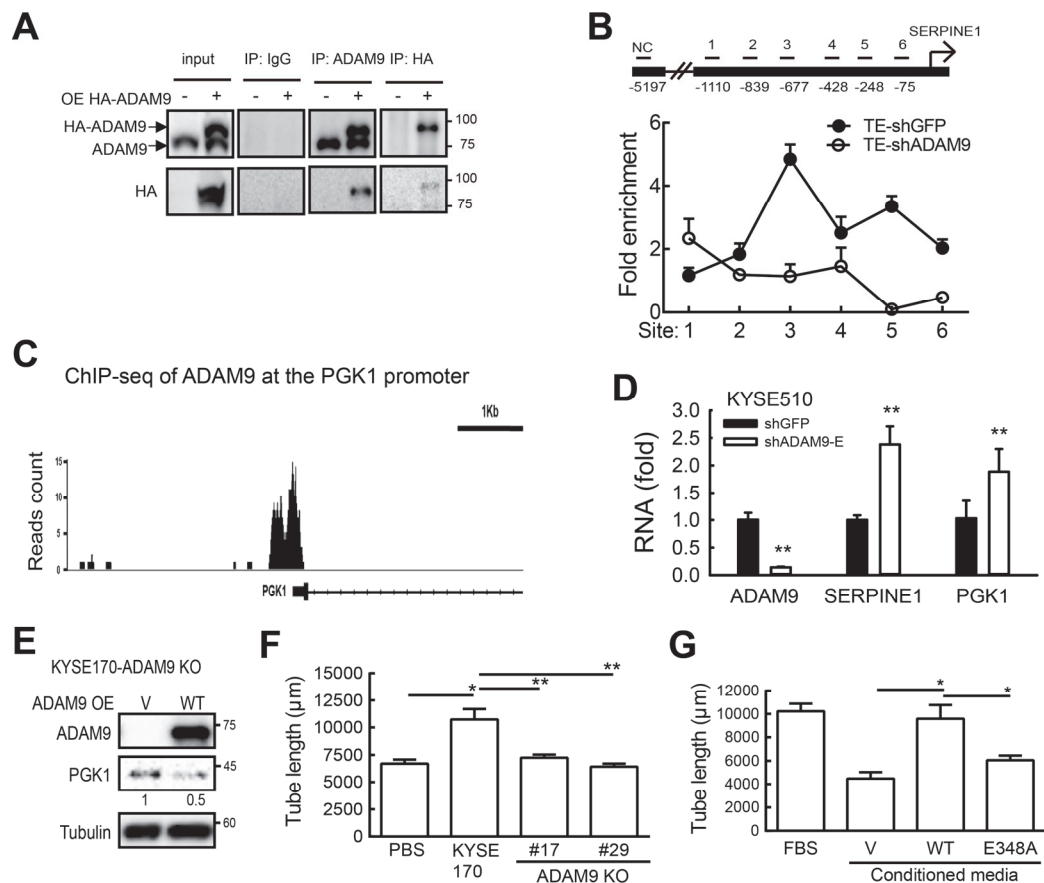 A
input IP: IgG IP: ADAM9 IP: HA
OE HA-ADAM9 - + - + - + - +
HA-ADAM9
ADAM9
100
75
HA
100
75
B
SERPINE1
NC 1 2 3 4 5 6
-5197 -1110 -839 -677 -428 -248 -75
TE-shGFP
TE-shADAM9
Fold enrichment
6
4
2
0
Site: 1 2 3 4 5 6
C
ChIP-seq of ADAM9 at the PGK1 promoter
1Kb
Reads count
15
10
5
0
PGK1
D
KYSE510
shGFP
shADAM9-E
RNA (fold)
3.0
2.5
2.0
1.5
1.0
0.5
0.0
**
**
**
ADAM9 SERPINE1 PGK1
E
KYSE170-ADAM9 KO
ADAM9 OE V WT
ADAM9 75
PGK1 45
1 0.5
Tubulin 60
F
Tube length (μm)
15000
12500
10000
7500
5000
2500
0
*
**
**
PBS KYSE 170 #17 #29
ADAM9 KO
G
Tube length (μm)
12000
10000
8000
6000
4000
2000
0
*
*
FBS V WT E348A
Conditioned media